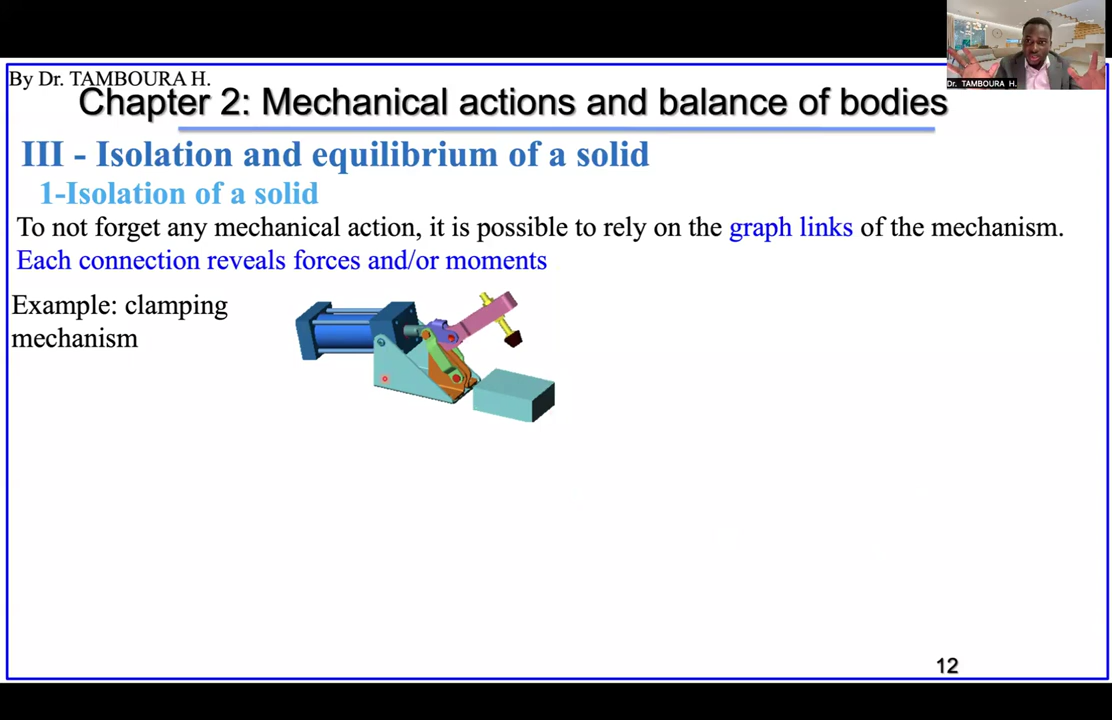 By Dr. TAMBOURA H.
Chapter 2: Mechanical actions and balance of bodies
Dr. TAMBOURA H.
III - Isolation and equilibrium of a solid
1-Isolation of a solid
To not forget any mechanical action, it is possible to rely on the graph links of the mechanism.
Each connection reveals forces and/or moments
Example: clamping
mechanism
12